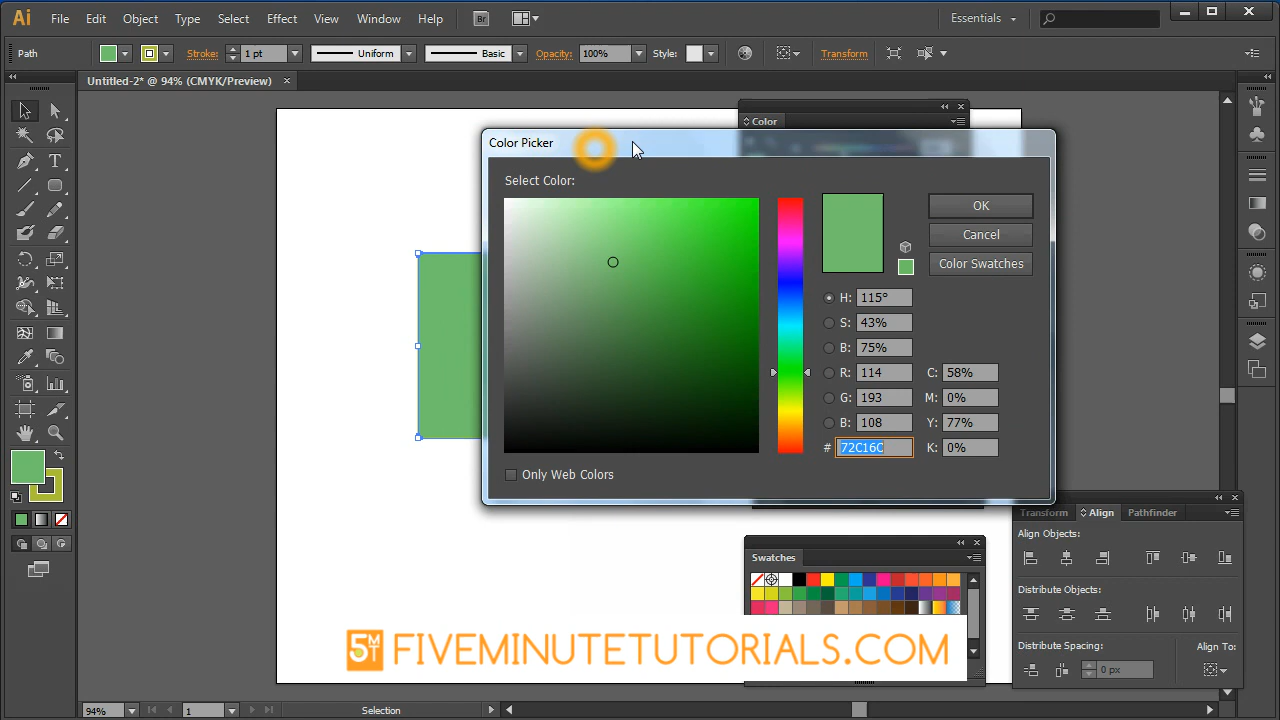 Ai File Edit Object Type Select Effect View Window Help Br Essentials
Path Stroke: 1 pt Uniform Basic Opacity: 100% Style: Transform
Untitled-2* @ 94% (CMYK/Preview)
Color
Color Picker
Select Color:
OK
Cancel
Color Swatches
H: 115°
S: 43%
B: 75%
R: 114 C: 58%
G: 193 M: 0%
B: 108 Y: 77%
# 72C16C K: 0%
Only Web Colors
Transform Align Pathfinder
Align Objects:
Swatches
Distribute Objects:
Distribute Spacing: Align To:
0 px
5 M T FIVEMINUTETUTORIALS.COM
94% 1 Selection